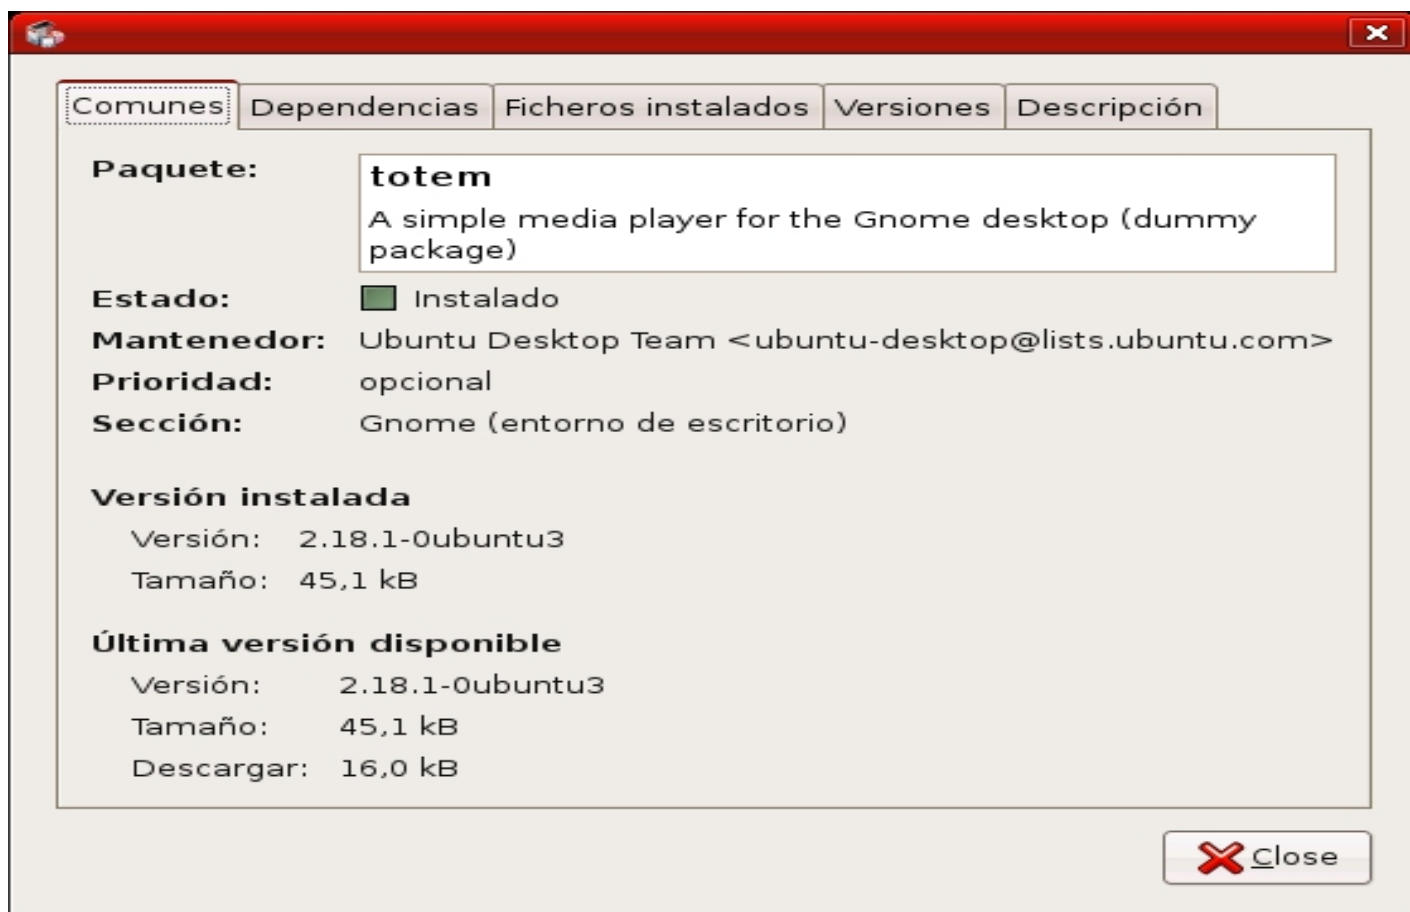 Comunes Dependencias Ficheros instalados Versiones Descripción
Paquete: totem
A simple media player for the Gnome desktop (dummy
package)
Estado: Instalado
Mantenedor: Ubuntu Desktop Team <ubuntu-desktop@lists.ubuntu.com>
Prioridad: opcional
Sección: Gnome (entorno de escritorio)
Versión instalada
Versión: 2.18.1-0ubuntu3
Tamaño: 45,1 kB
Última versión disponible
Versión: 2.18.1-0ubuntu3
Tamaño: 45,1 kB
Descargar: 16,0 kB
Close